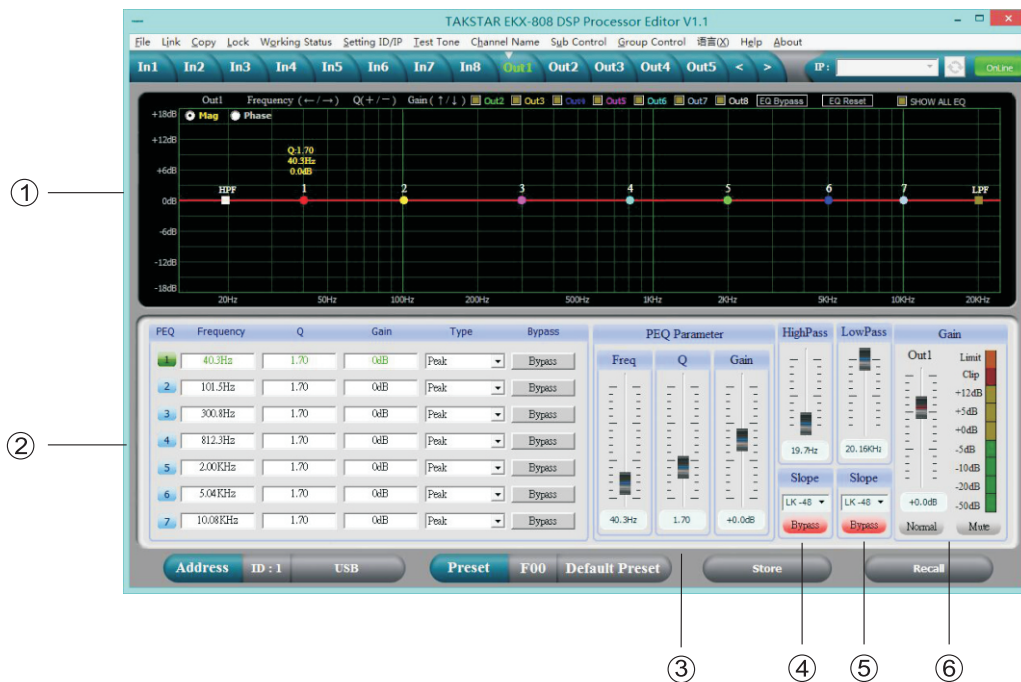 TAKSTAR EKX-808 DSP Processor Editor V1.1
File Link Copy Lock Working Status Setting ID/IP Test Tone Channel Name Sub Control Group Control 语言(X) Help About
In1 In2 In3 In4 In5 In6 In7 In8 Out1 Out2 Out3 Out4 Out5 < > IP: OnLine
Out1 Frequency (←/→) Q(+/−) Gain(↑/↓) Out2 Out3 Out4 Out5 Out6 Out7 Out8 EQ Bypass EQ Reset SHOW ALL EQ
+18dB Mag Phase
+12dB
Q:1.70
40.3Hz
+6dB 0.0dB
HPF 1 2 3 4 5 6 7 LPF
0dB
-6dB
-12dB
-18dB
20Hz 50Hz 100Hz 200Hz 500Hz 1KHz 2KHz 5KHz 10KHz 20KHz
①
PEQ Frequency Q Gain Type Bypass
1 40.3Hz 1.70 0dB Peak Bypass
2 101.5Hz 1.70 0dB Peak Bypass
3 300.8Hz 1.70 0dB Peak Bypass
4 812.3Hz 1.70 0dB Peak Bypass
5 2.00KHz 1.70 0dB Peak Bypass
6 5.04KHz 1.70 0dB Peak Bypass
7 10.08KHz 1.70 0dB Peak Bypass
②
PEQ Parameter
Freq Q Gain
40.3Hz 1.70 +0.0dB
HighPass
19.7Hz
Slope
LK-48
Bypass
LowPass
20.16KHz
Slope
LK-48
Bypass
Gain
Out1
Limit
Clip
+12dB
+5dB
+0dB
-5dB
-10dB
-20dB
-50dB
+0.0dB
Normal Mute
Address ID : 1 USB Preset F00 Default Preset Store Recall
③ ④ ⑤ ⑥